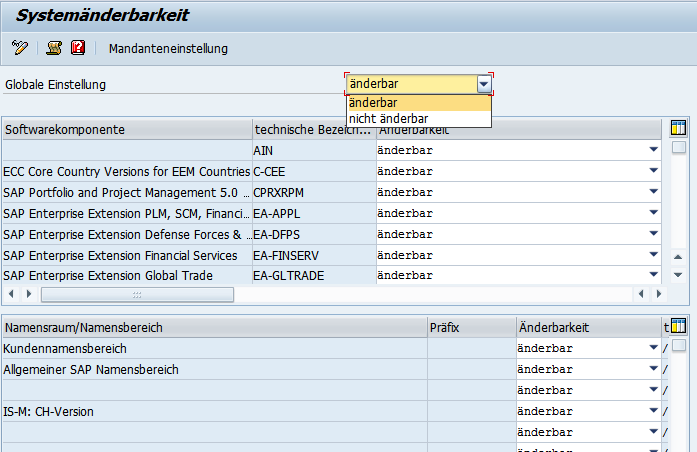 Systemänderbarkeit
Mandanteneinstellung
Globale Einstellung änderbar
änderbar
nicht änderbar
Softwarekomponente technische Bezeich... Änderbarkeit
AIN änderbar
ECC Core Country Versions for EEM Countries C-CEE änderbar
SAP Portfolio and Project Management 5.0 ... CPRXRPM änderbar
SAP Enterprise Extension PLM, SCM, Financi... EA-APPL änderbar
SAP Enterprise Extension Defense Forces & ... EA-DFPS änderbar
SAP Enterprise Extension Financial Services EA-FINSERV änderbar
SAP Enterprise Extension Global Trade EA-GLTRADE änderbar
Namensraum/Namensbereich Präfix Änderbarkeit t
Kundennamensbereich änderbar /
Allgemeiner SAP Namensbereich änderbar /
änderbar /
IS-M: CH-Version änderbar /
änderbar /
änderbar /